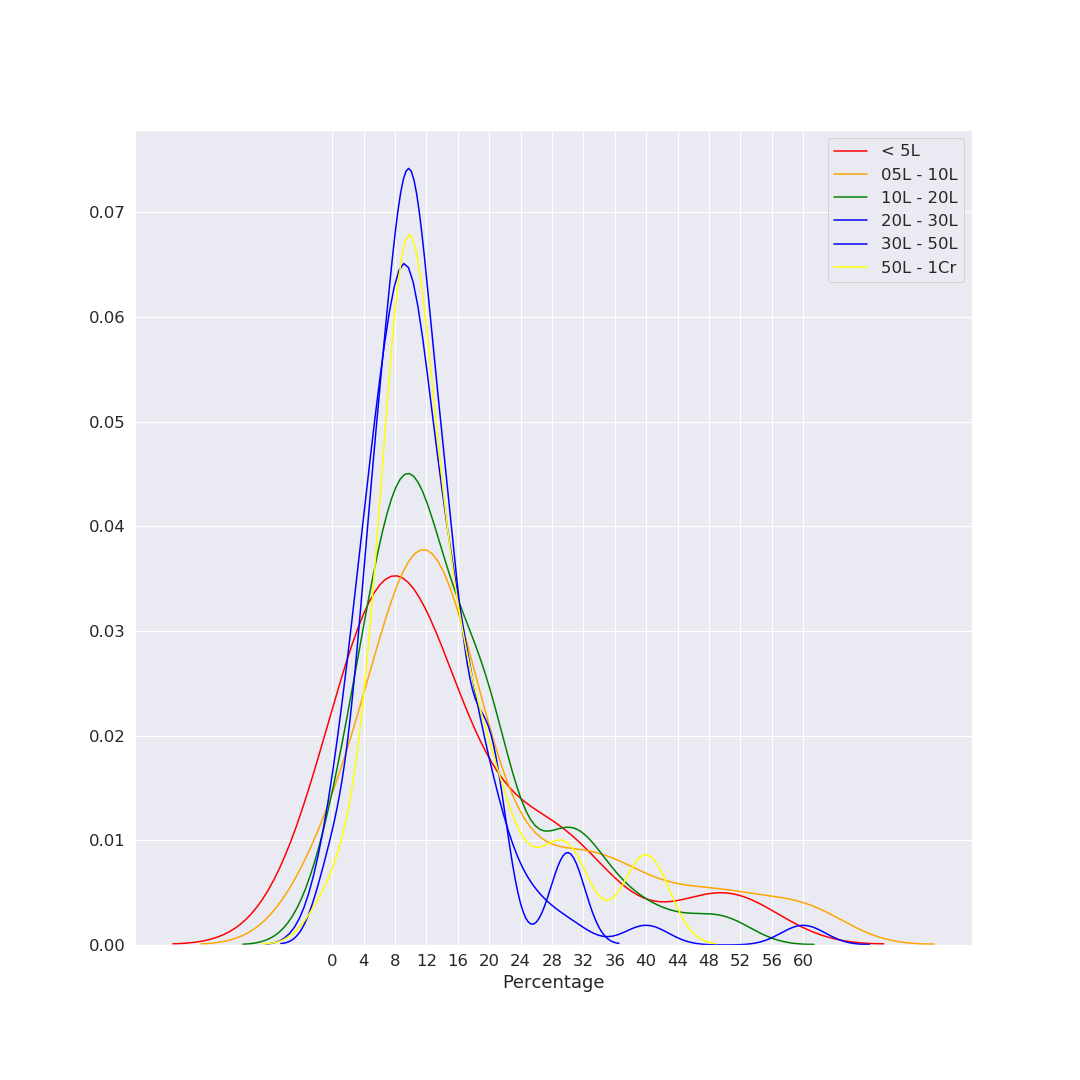 < 5L
05L - 10L
10L - 20L
20L - 30L
30L - 50L
50L - 1Cr
0.07
0.06
0.05
0.04
0.03
0.02
0.01
0.00
0 4 8 12 16 20 24 28 32 36 40 44 48 52 56 60
Percentage